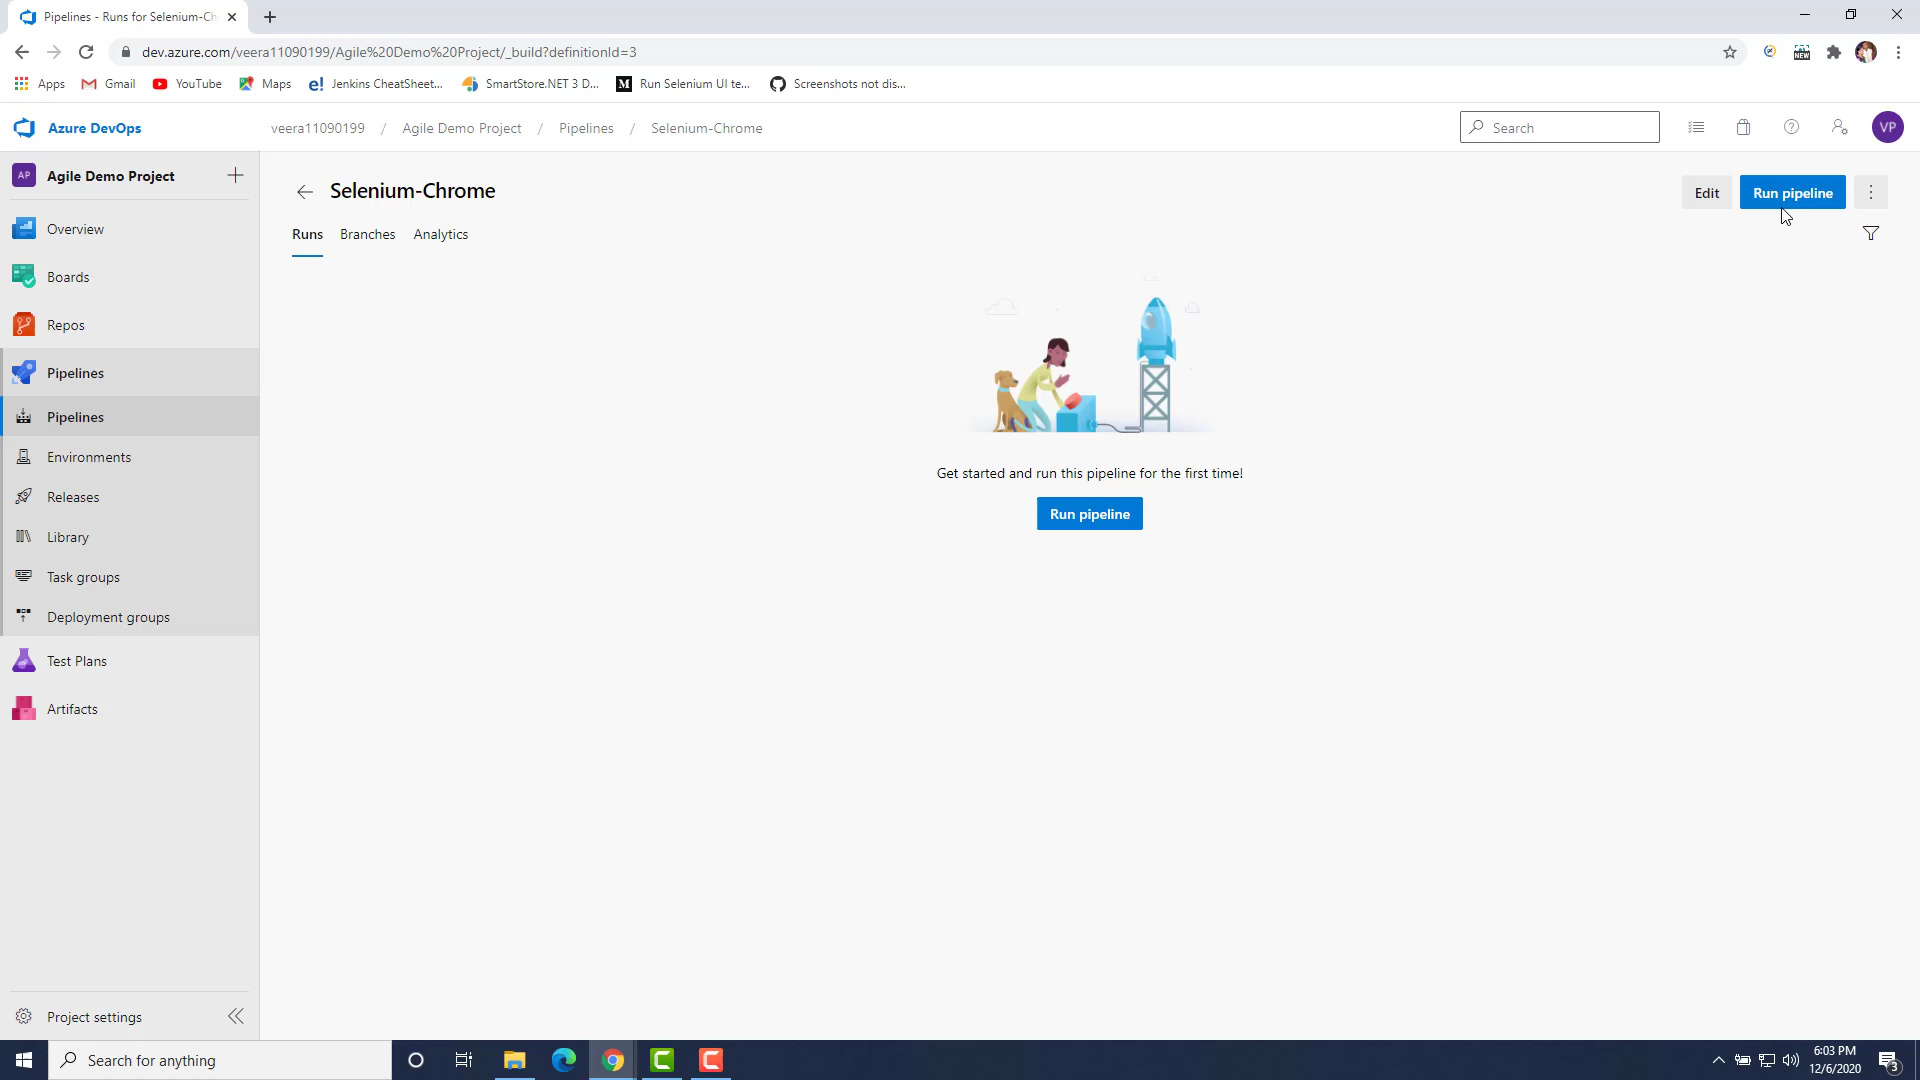 Pipelines - Runs for Selenium-Ch
dev.azure.com/veera11090199/Agile%20Demo%20Project/_build?definitionId=3
Apps
Gmail
YouTube
Maps
Jenkins CheatSheet...
SmartStore.NET 3 D...
Run Selenium UI te...
Screenshots not dis...
Azure DevOps
veera11090199 / Agile Demo Project / Pipelines / Selenium-Chrome
Search
VP
AP
Agile Demo Project
Overview
Boards
Repos
Pipelines
Pipelines
Environments
Releases
Library
Task groups
Deployment groups
Test Plans
Artifacts
Project settings
Selenium-Chrome
Edit
Run pipeline
Runs
Branches
Analytics
Get started and run this pipeline for the first time!
Run pipeline
Search for anything
6:03 PM
12/6/2020
3